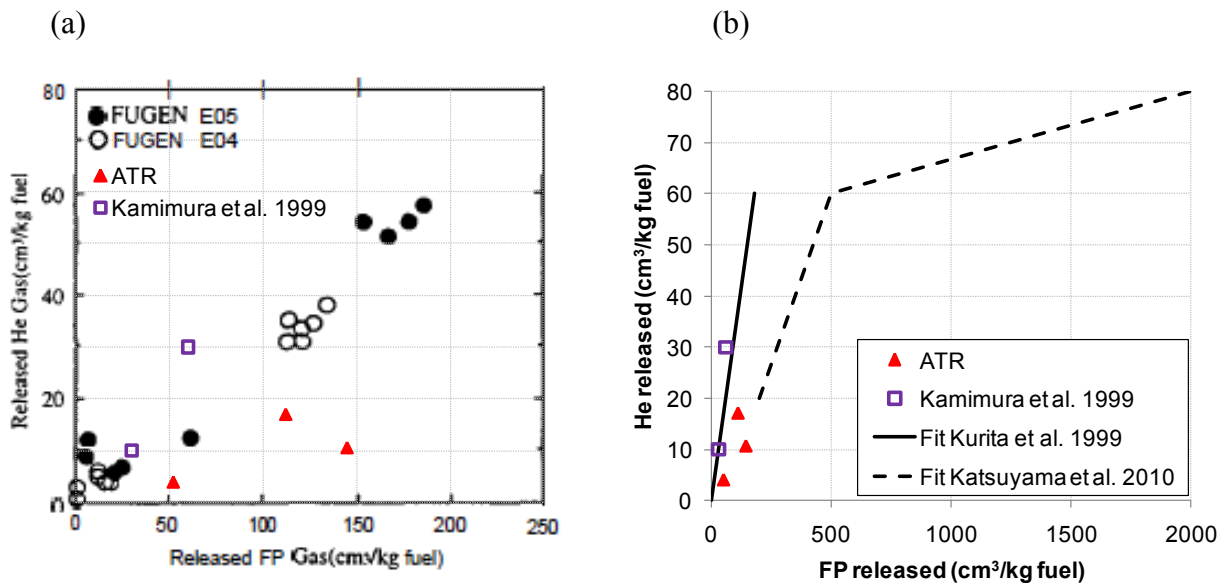 (a)
(b)
80
60
40
20
0
Released He Gas(cm³/kg fuel)
FUGEN E05
FUGEN E04
ATR
Kamimura et al. 1999
0
50
100
150
200
250
Released FP Gas(cm³/kg fuel)
80
70
60
50
40
30
20
10
0
He released (cm³/kg fuel)
ATR
Kamimura et al. 1999
Fit Kurita et al. 1999
Fit Katsuyama et al. 2010
0
500
1000
1500
2000
FP released (cm³/kg fuel)